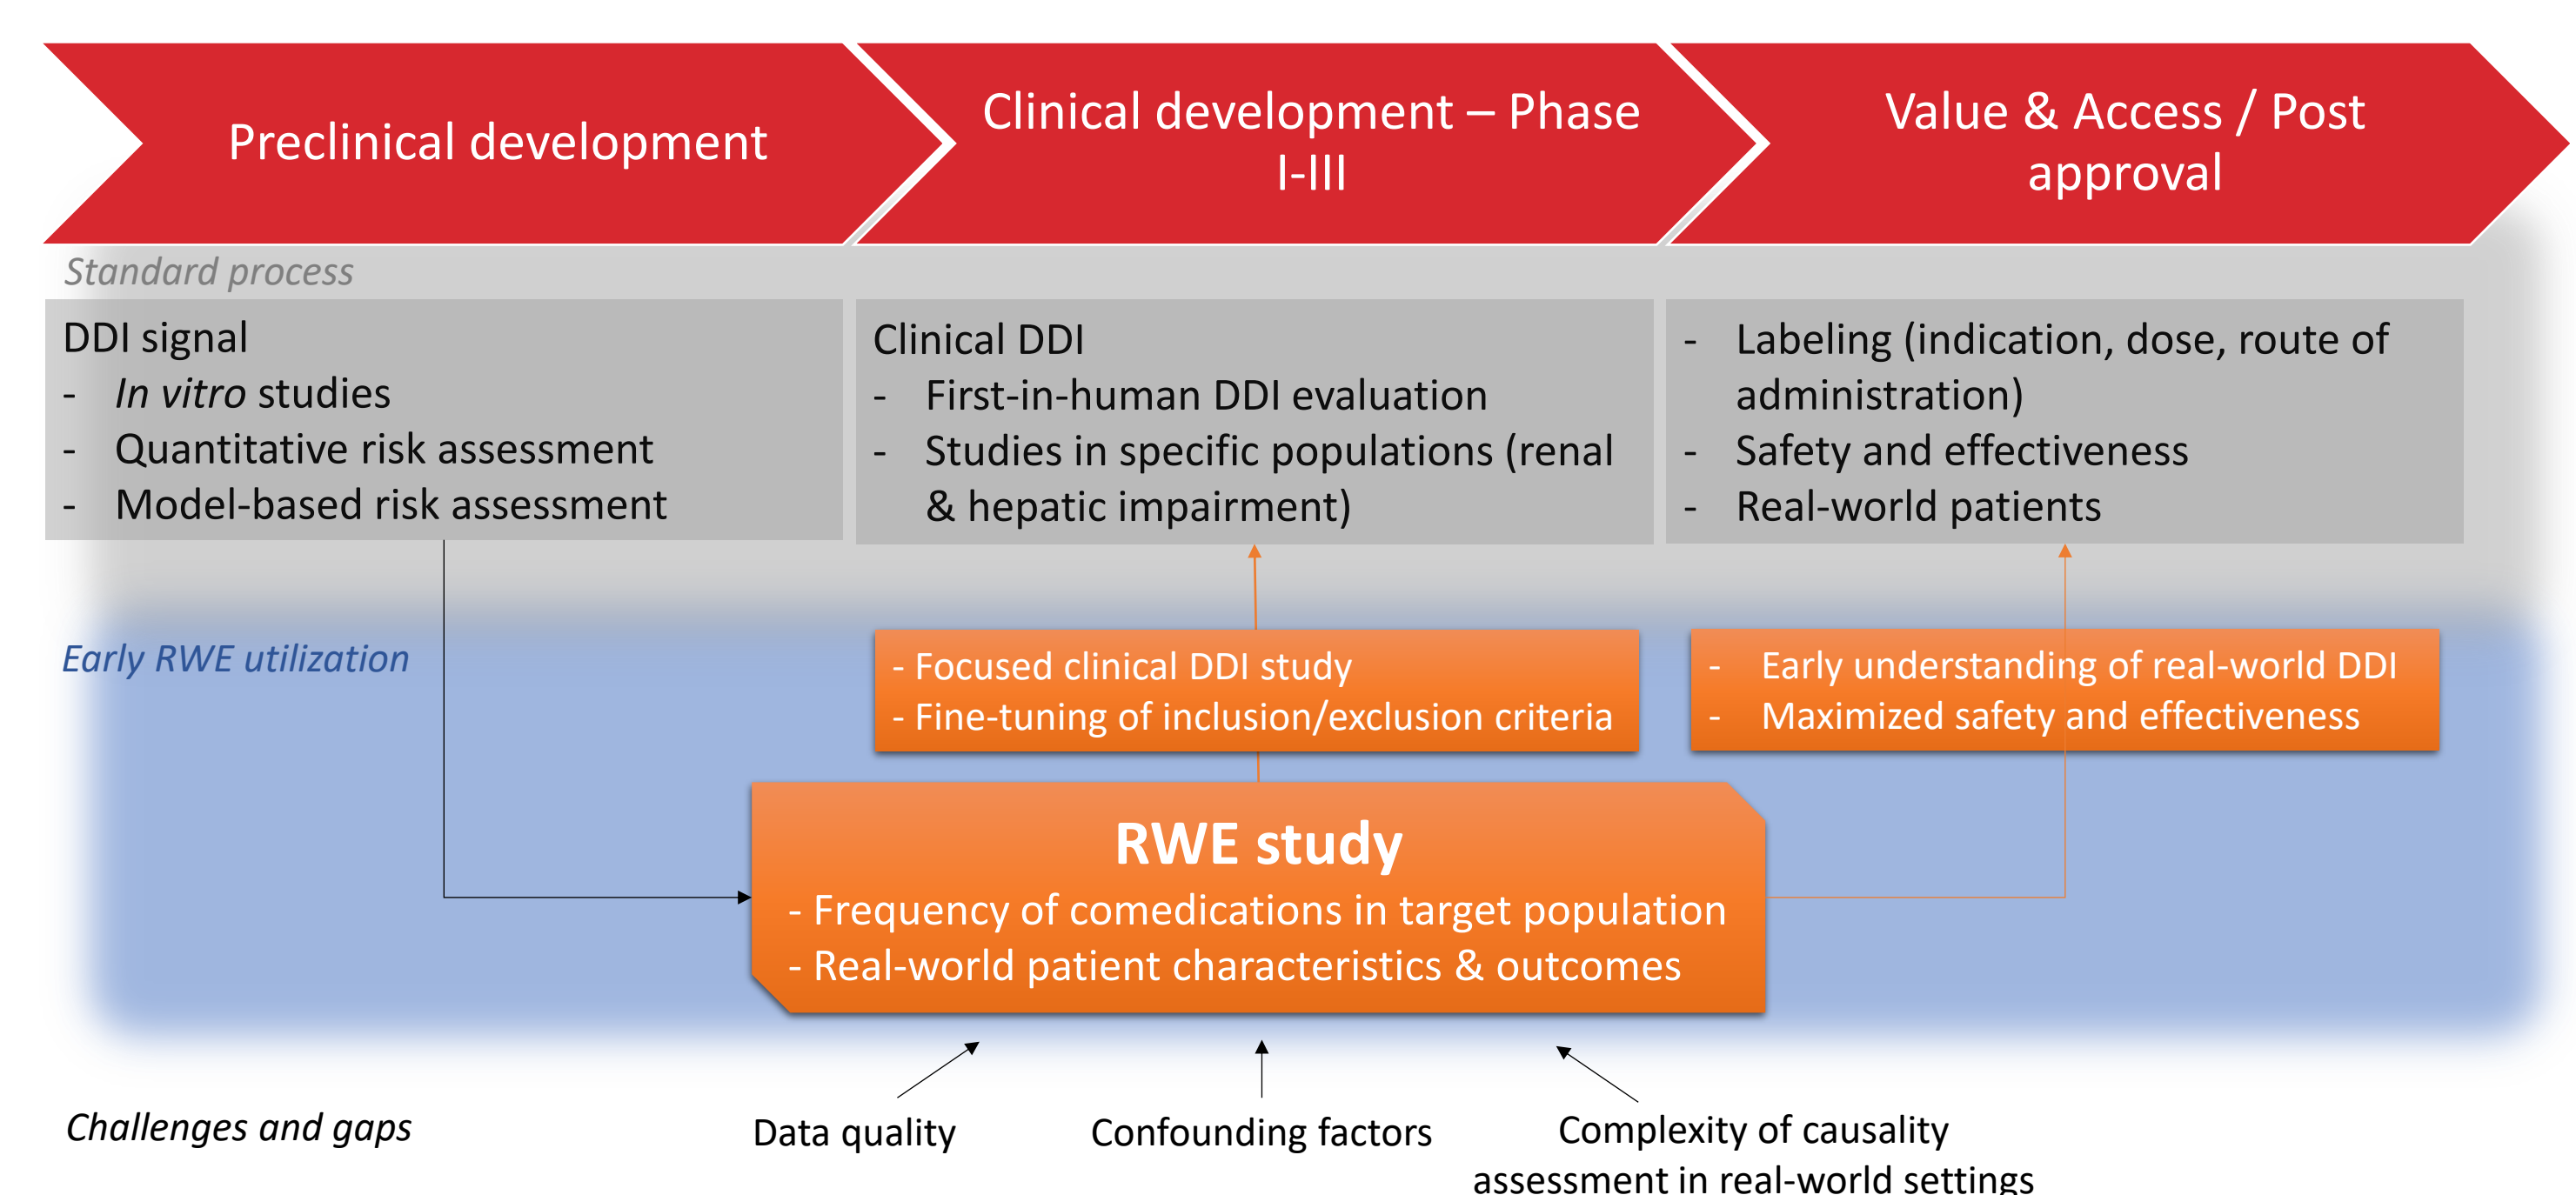 Preclinical development
Clinical development – Phase
I-III
Value & Access / Post
approval
Standard process
DDI signal
- In vitro studies
- Quantitative risk assessment
- Model-based risk assessment
Clinical DDI
- First-in-human DDI evaluation
- Studies in specific populations (renal
& hepatic impairment)
- Labeling (indication, dose, route of
administration)
- Safety and effectiveness
- Real-world patients
Early RWE utilization
- Focused clinical DDI study
- Fine-tuning of inclusion/exclusion criteria
- Early understanding of real-world DDI
- Maximized safety and effectiveness
RWE study
- Frequency of comedications in target population
- Real-world patient characteristics & outcomes
Challenges and gaps
Data quality
Confounding factors
Complexity of causality
assessment in real-world settings